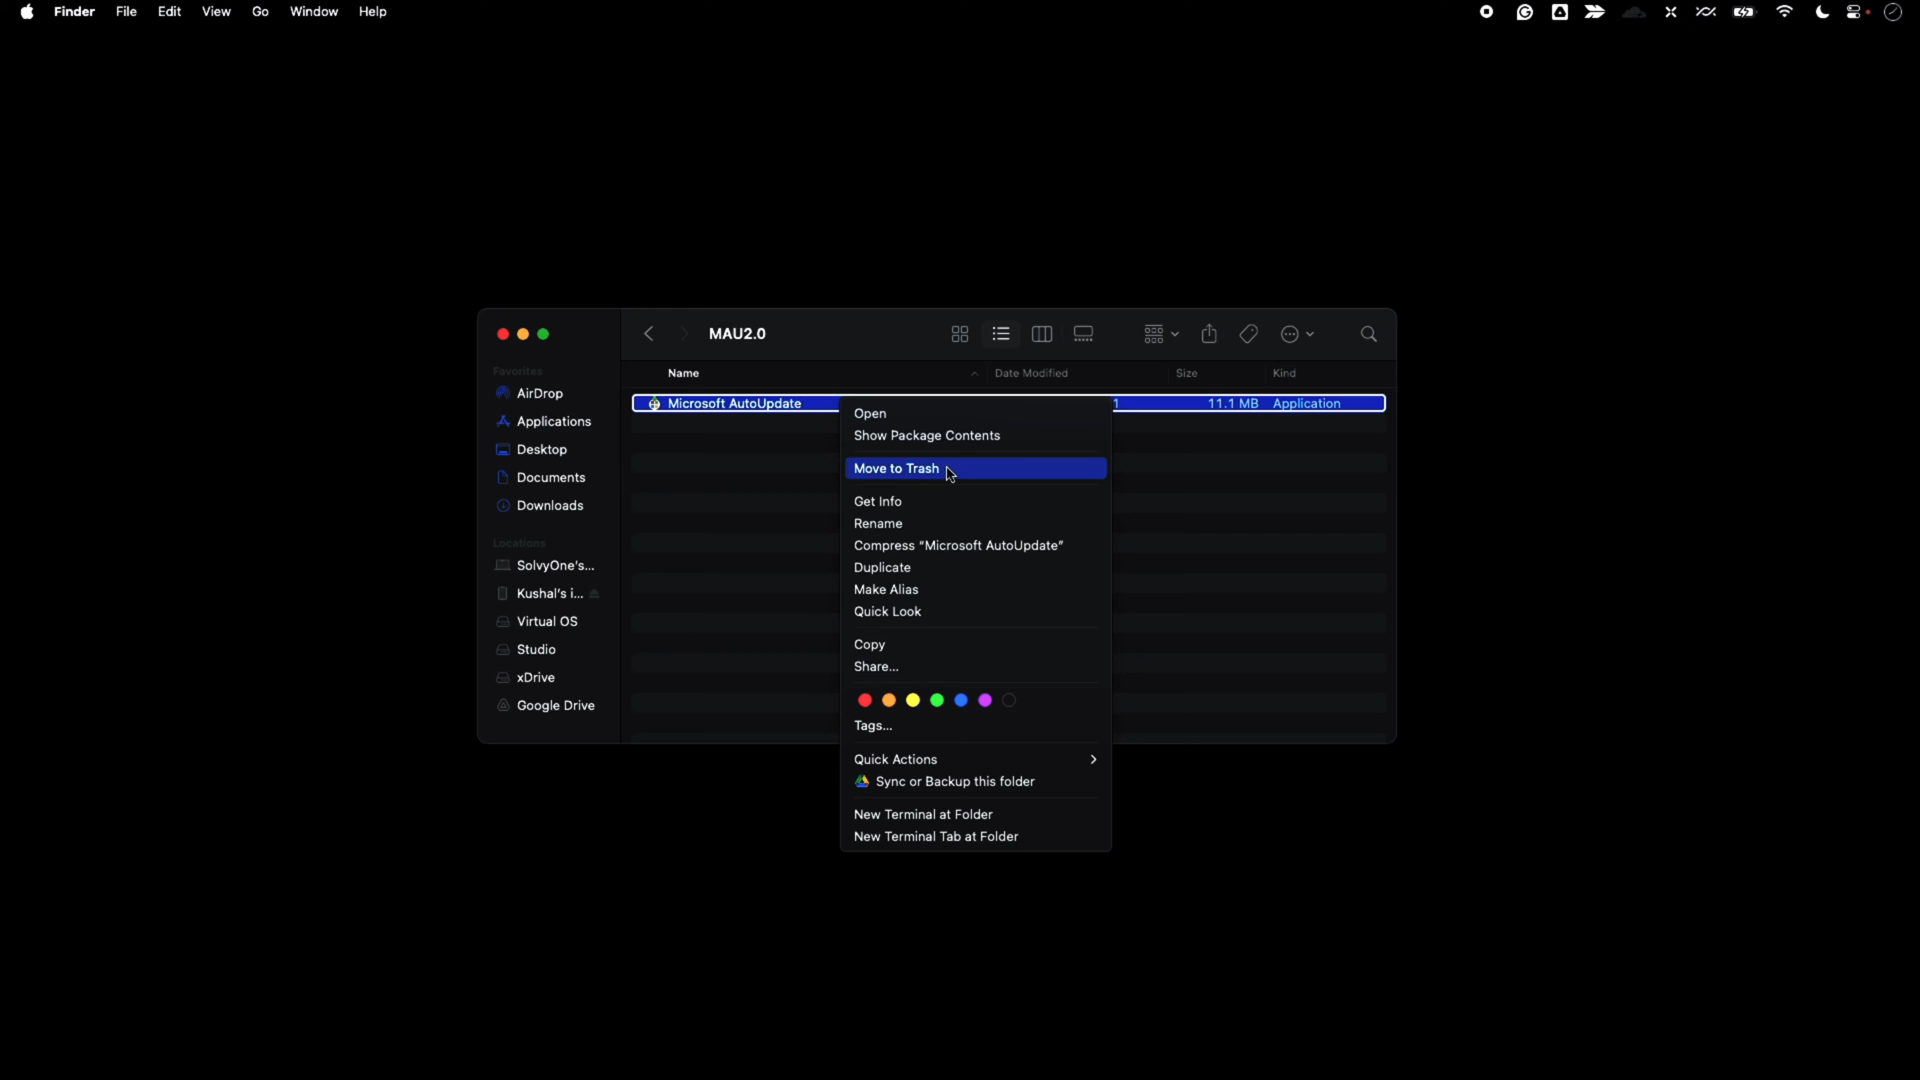 Finder File Edit View Go Window Help
MAU2.0
Favorites
AirDrop
Applications
Desktop
Documents
Downloads
Locations
SolvyOne's...
Kushal's i...
Virtual OS
Studio
xDrive
Google Drive
Name Date Modified Size Kind
Microsoft AutoUpdate 1 11.1 MB Application
Open
Show Package Contents
Move to Trash
Get Info
Rename
Compress "Microsoft AutoUpdate"
Duplicate
Make Alias
Quick Look
Copy
Share...
Tags...
Quick Actions
Sync or Backup this folder
New Terminal at Folder
New Terminal Tab at Folder